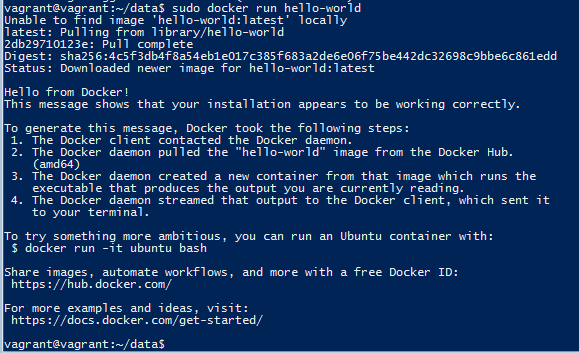 vagrant@vagrant:~/data$ sudo docker run hello-world
Unable to find image 'hello-world:latest' locally
latest: Pulling from library/hello-world
2db29710123e: Pull complete
Digest: sha256:4c5f3db4f8a54eb1e017c385f683a2de6e06f75be442dc32698c9bbe6c861edd
Status: Downloaded newer image for hello-world:latest
Hello from Docker!
This message shows that your installation appears to be working correctly.
To generate this message, Docker took the following steps:
1. The Docker client contacted the Docker daemon.
2. The Docker daemon pulled the "hello-world" image from the Docker Hub.
(amd64)
3. The Docker daemon created a new container from that image which runs the
executable that produces the output you are currently reading.
4. The Docker daemon streamed that output to the Docker client, which sent it
to your terminal.
To try something more ambitious, you can run an Ubuntu container with:
$ docker run -it ubuntu bash
Share images, automate workflows, and more with a free Docker ID:
https://hub.docker.com/
For more examples and ideas, visit:
https://docs.docker.com/get-started/
vagrant@vagrant:~/data$